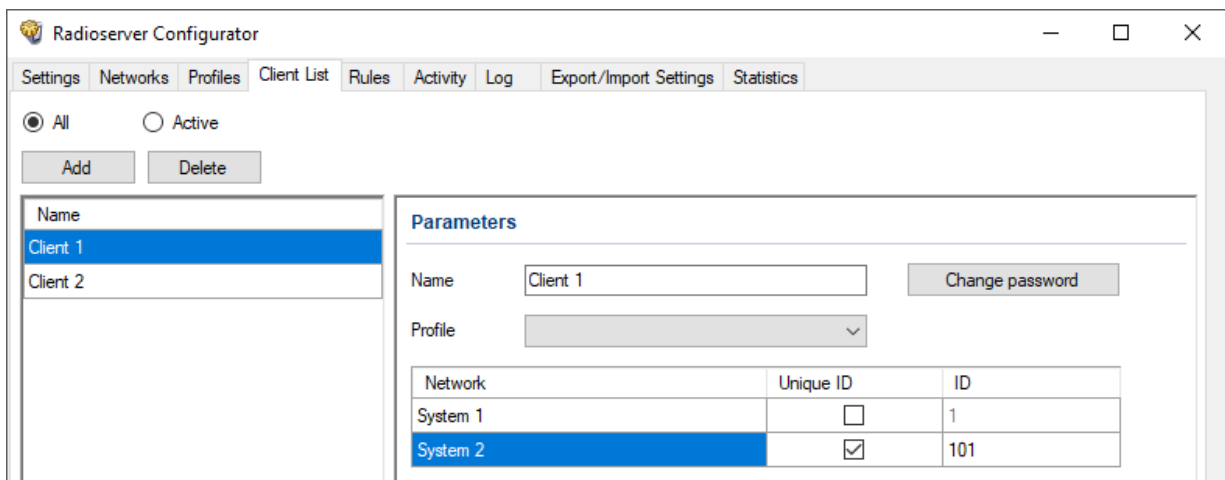 Radioserver Configurator
Settings Networks Profiles Client List Rules Activity Log Export/Import Settings Statistics
All Active
Add Delete
Name
Client 1
Client 2
Parameters
Name Client 1 Change password
Profile
Network Unique ID ID
System 1 1
System 2 101